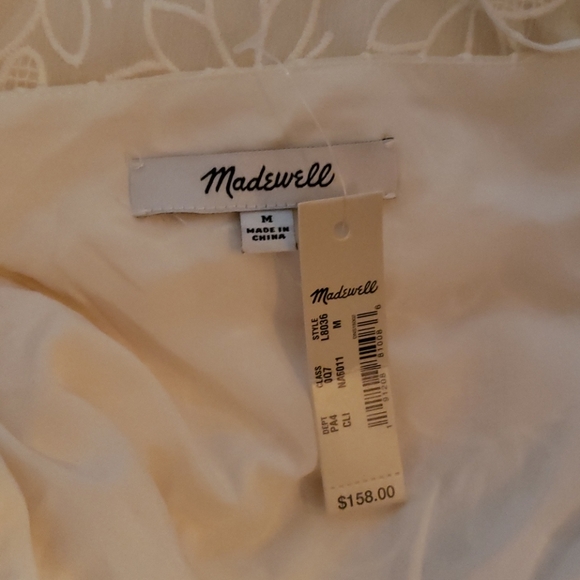 Madewell
M
MADE IN
CHINA
Madewell
STYLE
L8036
M
CLASS
007
NA6011
DEPT
PA4
CLI
$158.00